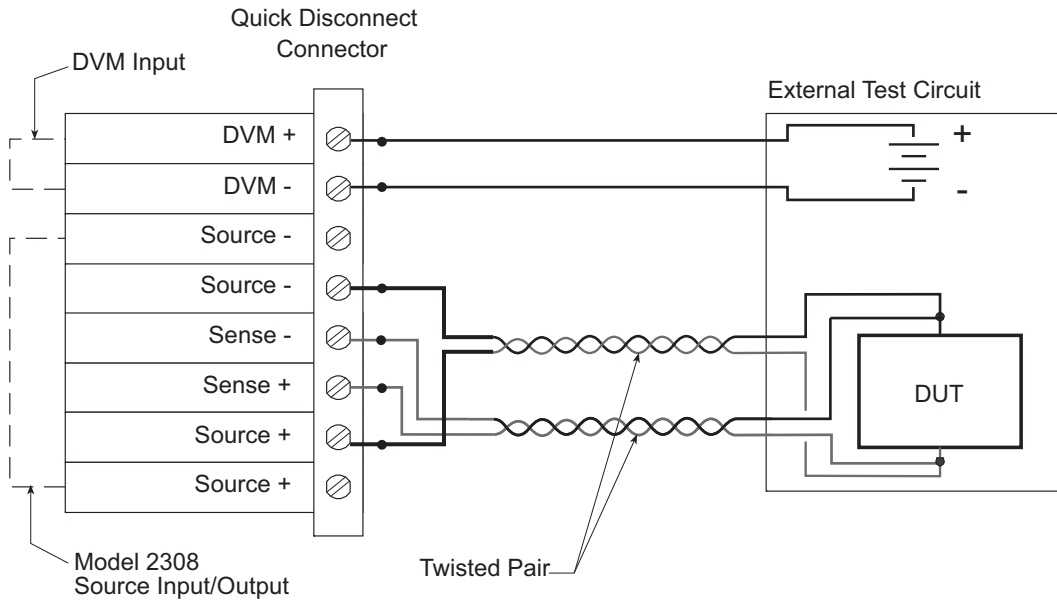 Quick Disconnect
Connector
DVM Input
External Test Circuit
DVM +
DVM -
Source -
Source -
Sense -
Sense +
Source +
Source +
+
-
DUT
Model 2308
Source Input/Output
Twisted Pair